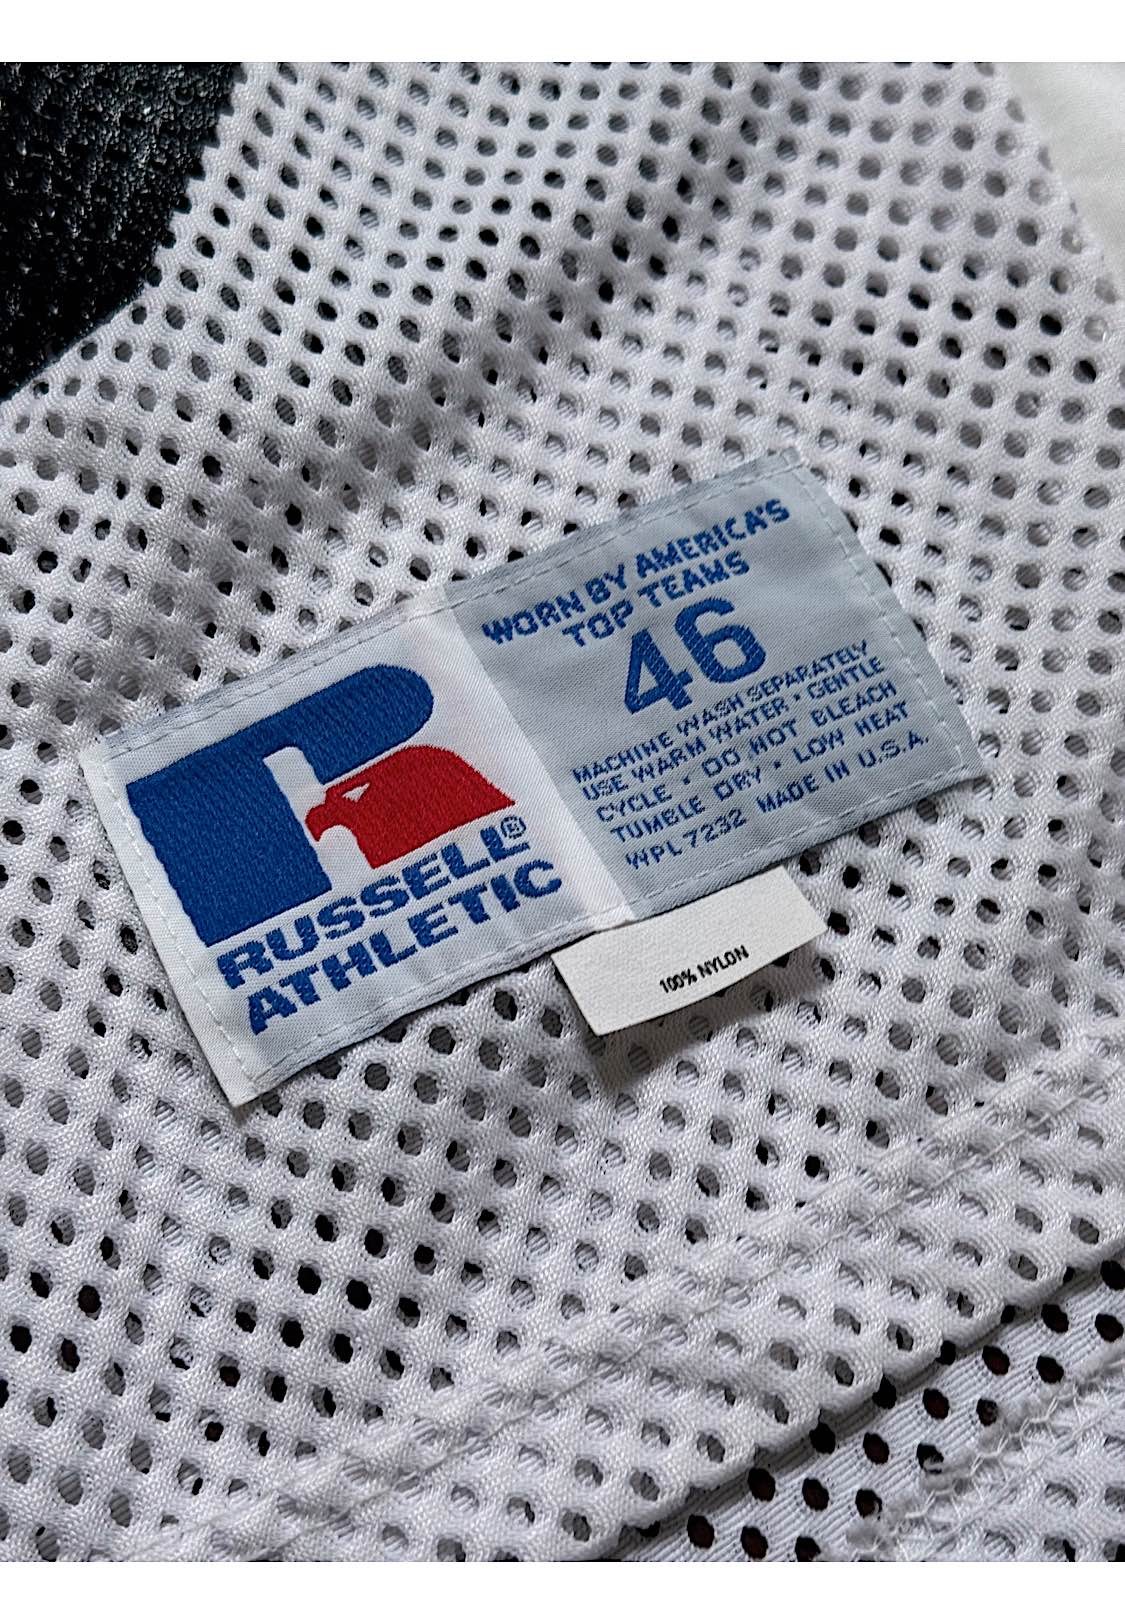 RUSSELL®
ATHLETIC
WORN BY AMERICA'S
TOP TEAMS
46
MACHINE WASH SEPARATELY
USE WARM WATER • GENTLE
CYCLE • DO NOT BLEACH
TUMBLE DRY • LOW HEAT
WPL 7232 MADE IN U.S.A.
100% NYLON